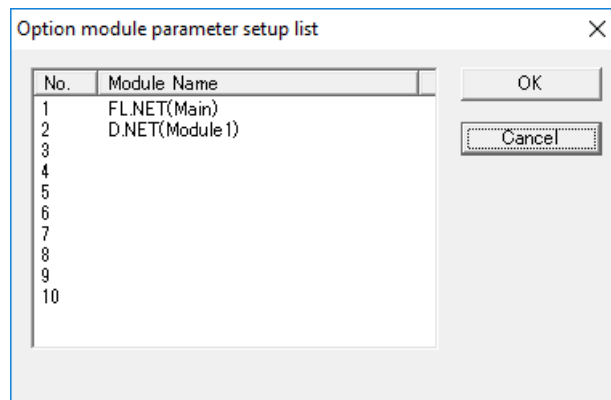 Option module parameter setup list
No. Module Name
OK
1 FL.NET(Main)
2 D.NET(Module1)
Cancel
3
4
5
6
7
8
9
10